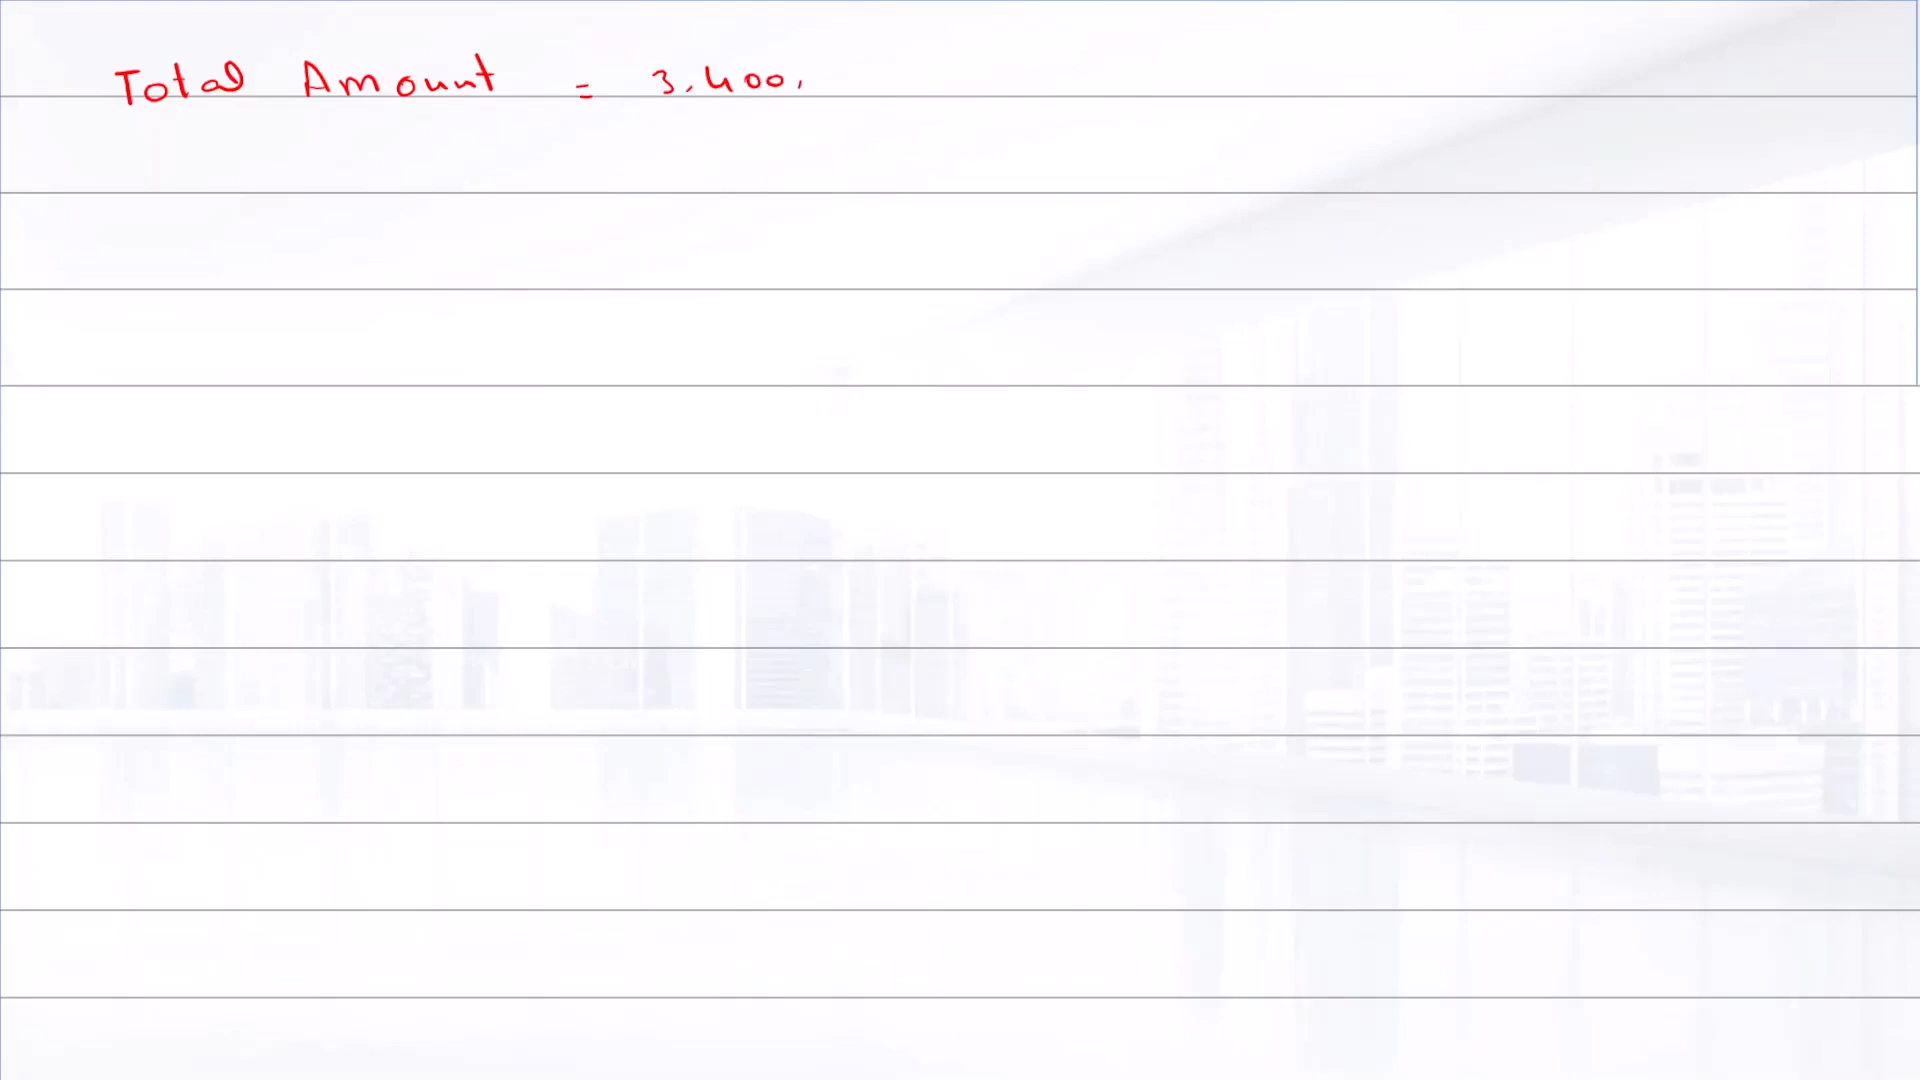 Total Amount = 3.400,